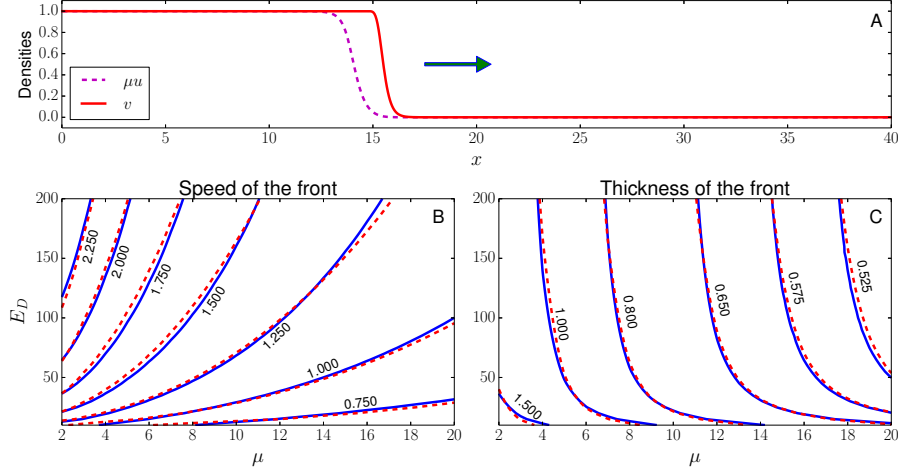 A
Densities
1.0
0.8
0.6
0.4
0.2
0.0
μu
v
0 5 10 15 20 25 30 35 40
x
Speed of the front
B
E_D
200
150
100
50
2.250
2.000
1.750
1.500
1.250
1.000
0.750
2 4 6 8 10 12 14 16 18 20
μ
Thickness of the front
C
200
150
100
50
1.500
1.000
0.800
0.650
0.575
0.525
2 4 6 8 10 12 14 16 18 20
μ